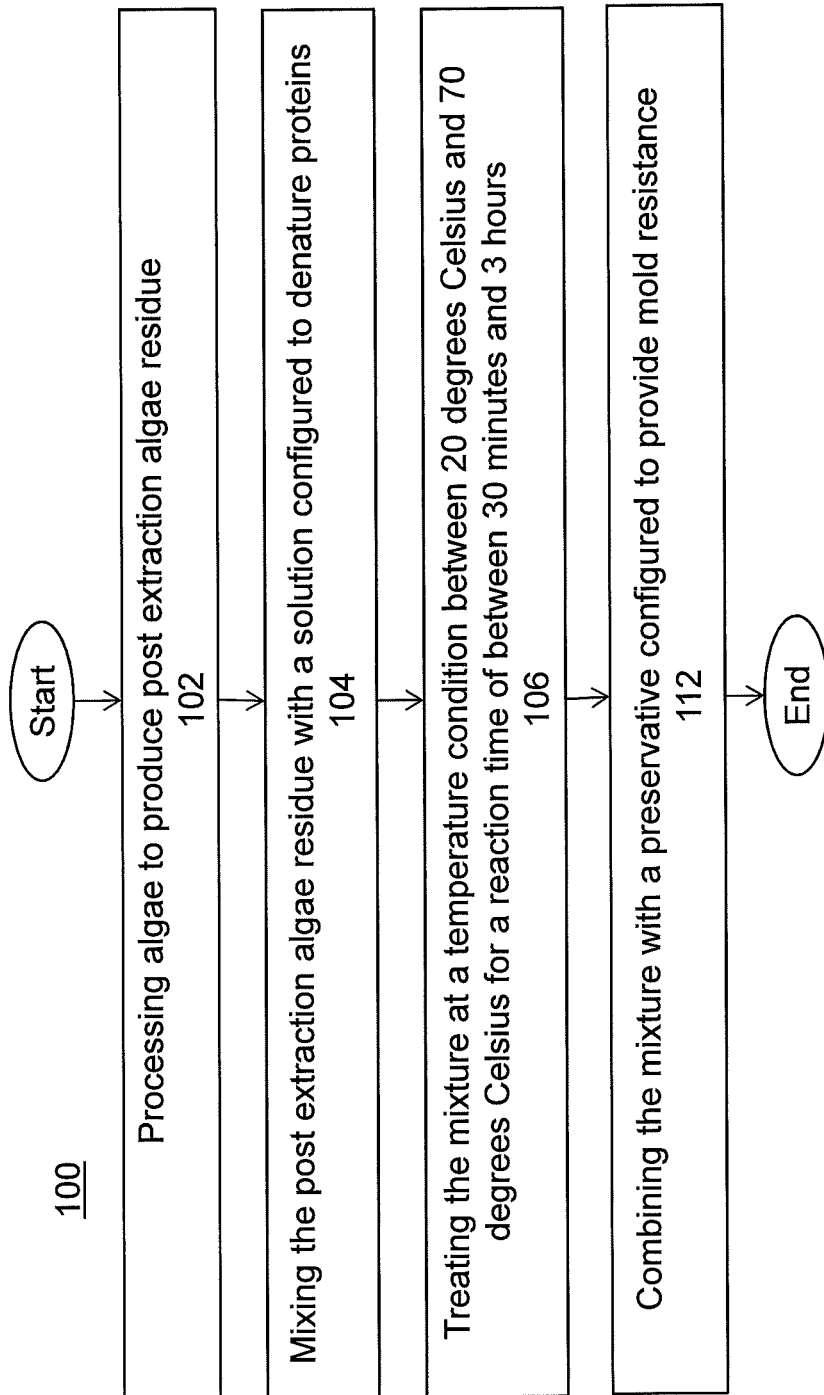 100
Start
Processing algae to produce post extraction algae residue
102
Mixing the post extraction algae residue with a solution configured to denature proteins
104
Treating the mixture at a temperature condition between 20 degrees Celsius and 70
degrees Celsius for a reaction time of between 30 minutes and 3 hours
106
Combining the mixture with a preservative configured to provide mold resistance
112
End